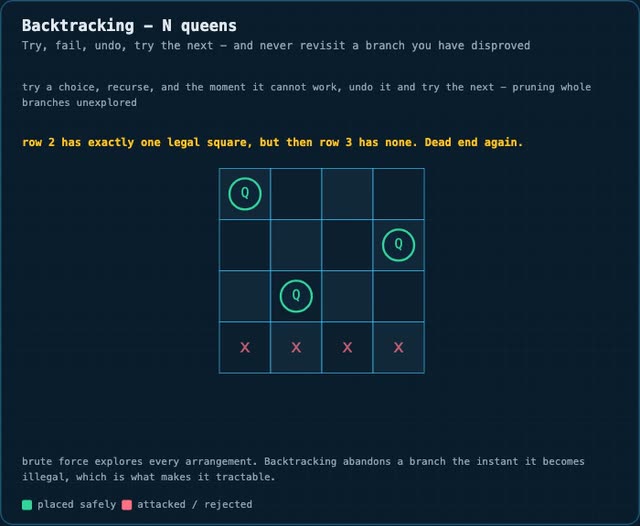 Backtracking — N queens
Try, fail, undo, try the next — and never revisit a branch you have disproved
try a choice, recurse, and the moment it cannot work, undo it and try the next — pruning whole
branches unexplored
row 2 has exactly one legal square, but then row 3 has none. Dead end again.
Q
Q
Q
X X X X
brute force explores every arrangement. Backtracking abandons a branch the instant it becomes
illegal, which is what makes it tractable.
placed safely attacked / rejected